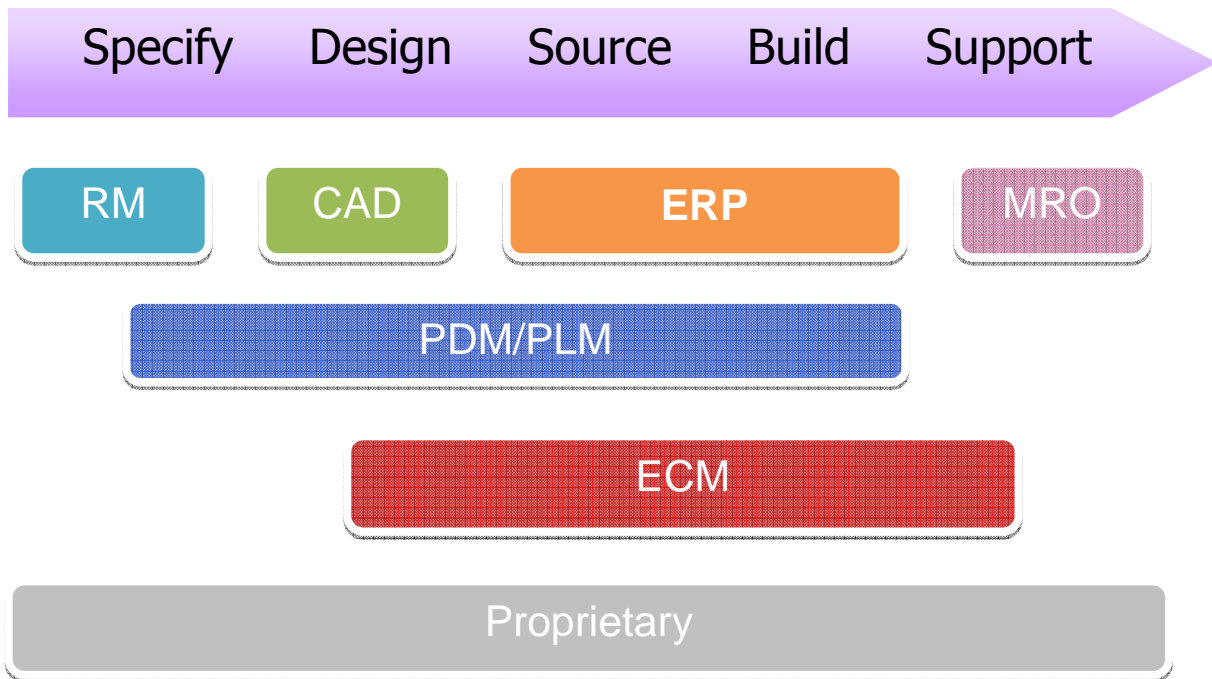 Specify Design Source Build Support
RM CAD ERP MRO
PDM/PLM
ECM
Proprietary